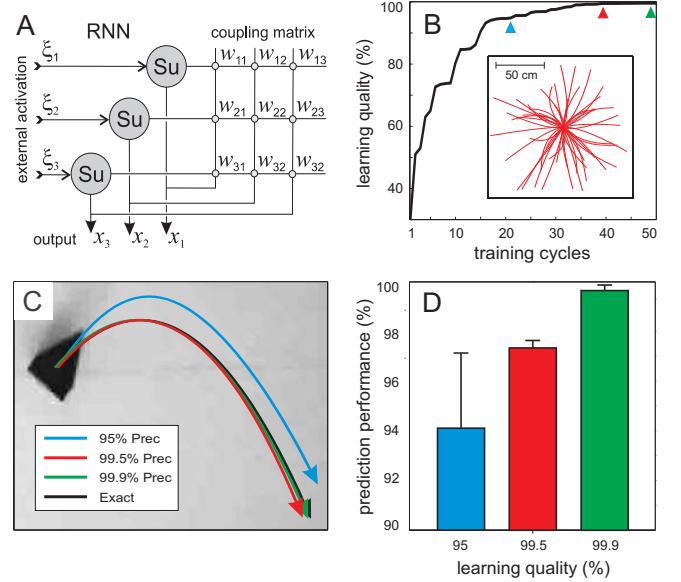 A
RNN
coupling matrix
external activation
ξ1
Su
w11 w12 w13
ξ2
Su
w21 w22 w23
ξ3
Su
w31 w32 w32
output x3 x2 x1
B
learning quality (%)
100
80
60
40
50 cm
1 10 20 30 40 50
training cycles
C
95% Prec
99.5% Prec
99.9% Prec
Exact
D
prediction performance (%)
100
98
96
94
92
90
95 99.5 99.9
learning quality (%)